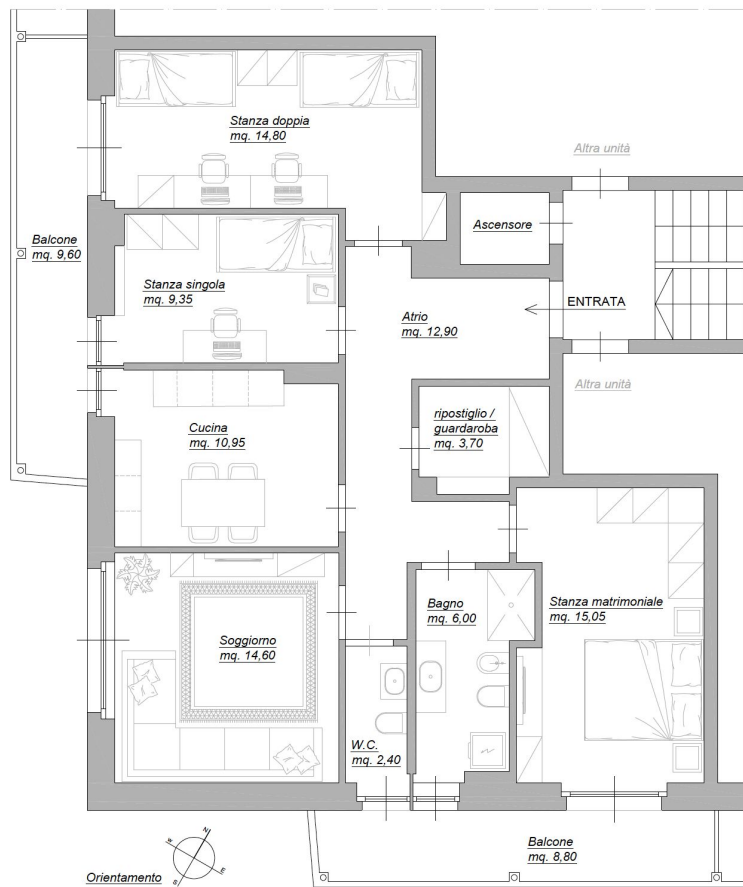 Stanza doppia
mq. 14,80
Altra unità
Ascensore
Balcone
mq. 9,60
Stanza singola
mq. 9,35
ENTRATA
Atrio
mq. 12,90
Altra unità
ripostiglio /
guardaroba
mq. 3,70
Cucina
mq. 10,95
Bagno
mq. 6,00
Stanza matrimoniale
mq. 15,05
Soggiorno
mq. 14,60
W.C.
mq. 2,40
Balcone
mq. 8,80
N
W
E
S
Orientamento